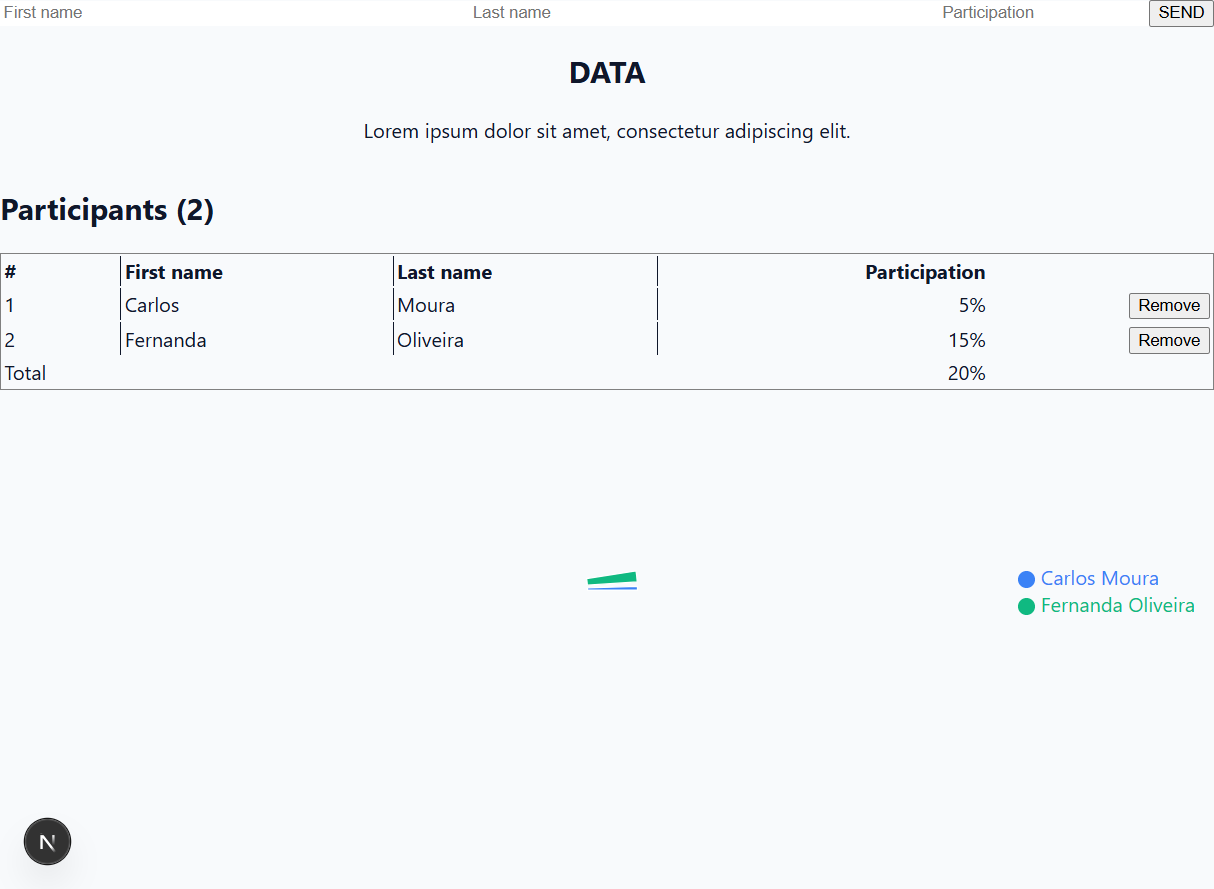 First name Last name Participation SEND
DATA
Lorem ipsum dolor sit amet, consectetur adipiscing elit.
Participants (2)
# First name Last name Participation
1 Carlos Moura 5% Remove
2 Fernanda Oliveira 15% Remove
Total 20%
Carlos Moura
Fernanda Oliveira
N